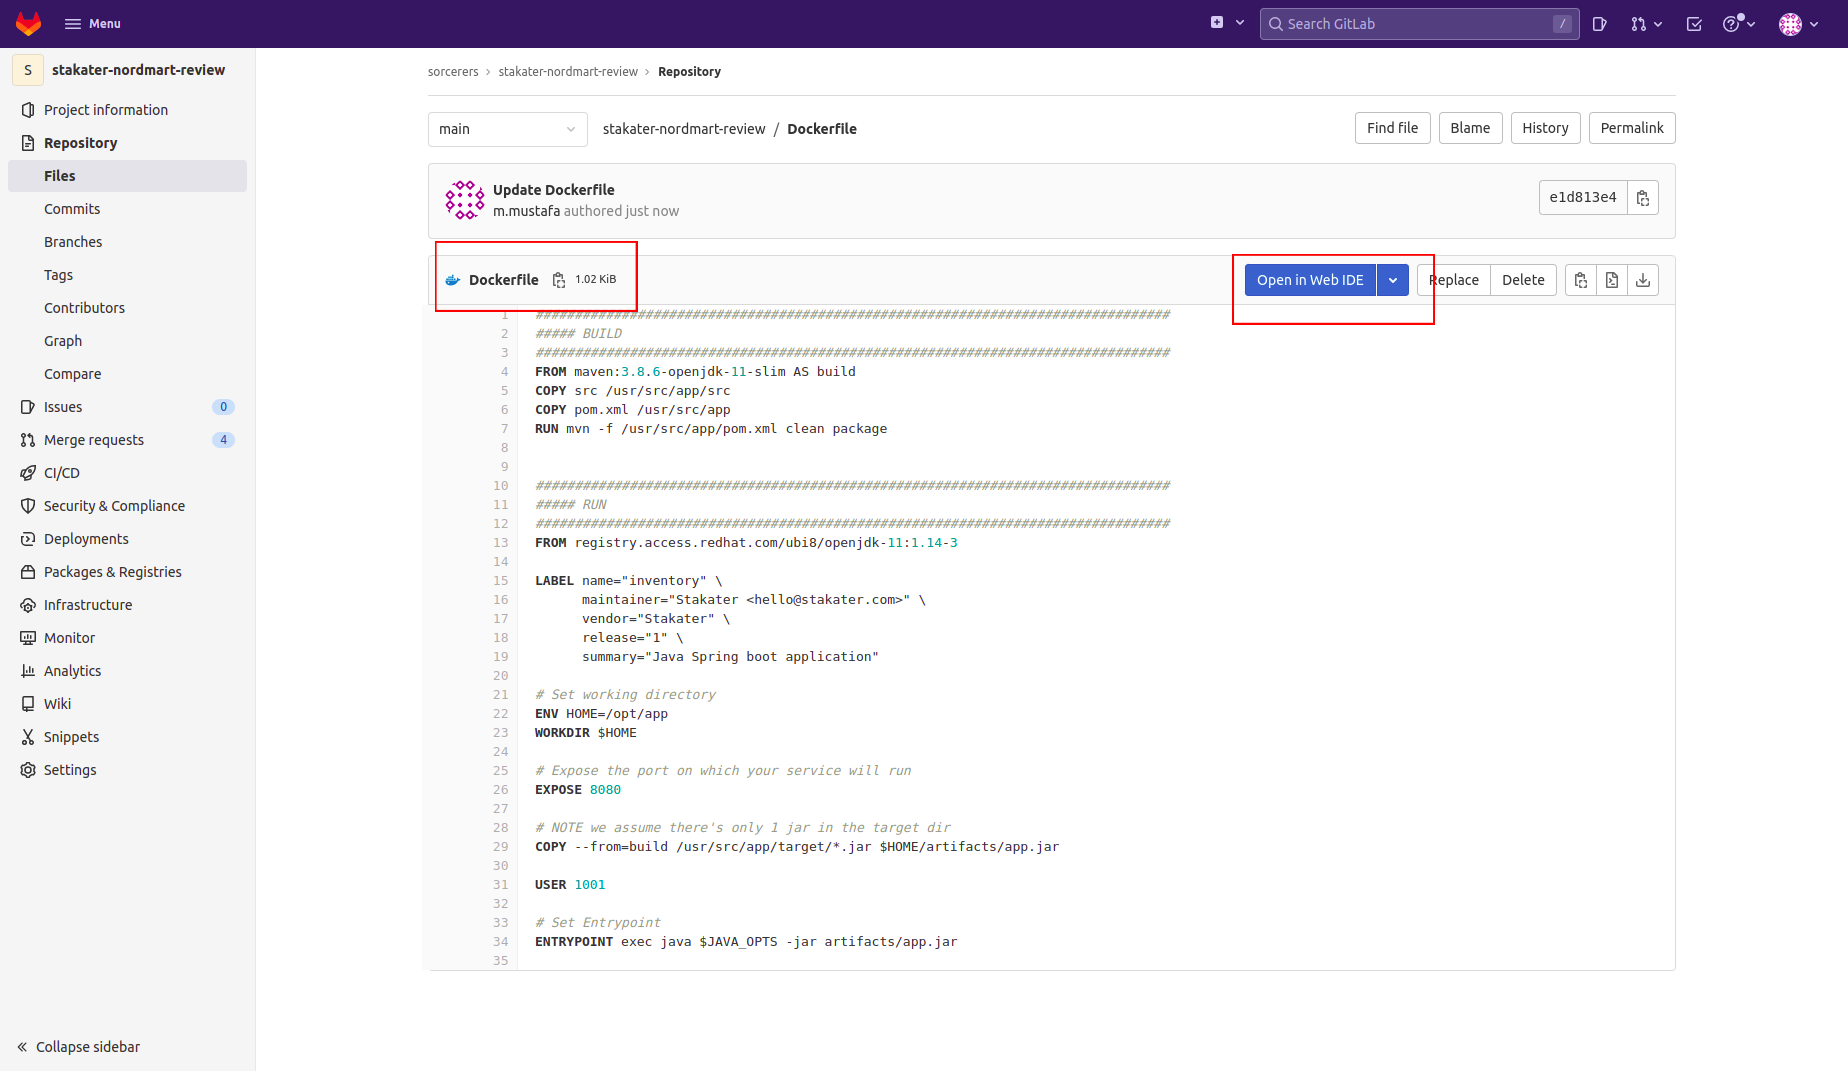 Menu
Search GitLab /
S stakater-nordmart-review
Project information
Repository
Files
Commits
Branches
Tags
Contributors
Graph
Compare
Issues 0
Merge requests 4
CI/CD
Security & Compliance
Deployments
Packages & Registries
Infrastructure
Monitor
Analytics
Wiki
Snippets
Settings
Collapse sidebar
sorcerers › stakater-nordmart-review › Repository
main
stakater-nordmart-review / Dockerfile
Find file Blame History Permalink
Update Dockerfile
m.mustafa authored just now
e1d813e4
Dockerfile 1.02 KiB
Open in Web IDE Replace Delete
1 #################################################################################
2 ##### BUILD
3 #################################################################################
4 FROM maven:3.8.6-openjdk-11-slim AS build
5 COPY src /usr/src/app/src
6 COPY pom.xml /usr/src/app
7 RUN mvn -f /usr/src/app/pom.xml clean package
8
9
10 #################################################################################
11 ##### RUN
12 #################################################################################
13 FROM registry.access.redhat.com/ubi8/openjdk-11:1.14-3
14
15 LABEL name="inventory" \
16 maintainer="Stakater <hello@stakater.com>" \
17 vendor="Stakater" \
18 release="1" \
19 summary="Java Spring boot application"
20
21 # Set working directory
22 ENV HOME=/opt/app
23 WORKDIR $HOME
24
25 # Expose the port on which your service will run
26 EXPOSE 8080
27
28 # NOTE we assume there's only 1 jar in the target dir
29 COPY --from=build /usr/src/app/target/*.jar $HOME/artifacts/app.jar
30
31 USER 1001
32
33 # Set Entrypoint
34 ENTRYPOINT exec java $JAVA_OPTS -jar artifacts/app.jar
35